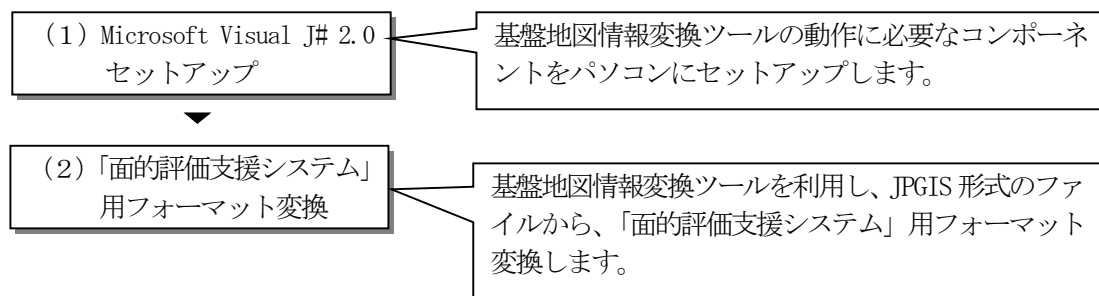 （1）Microsoft Visual J# 2.0
セットアップ
基盤地図情報変換ツールの動作に必要なコンポーネ
ントをパソコンにセットアップします。
（2）「面的評価支援システム」
用フォーマット変換
基盤地図情報変換ツールを利用し、JPGIS 形式のファ
イルから、「面的評価支援システム」用フォーマット
変換します。